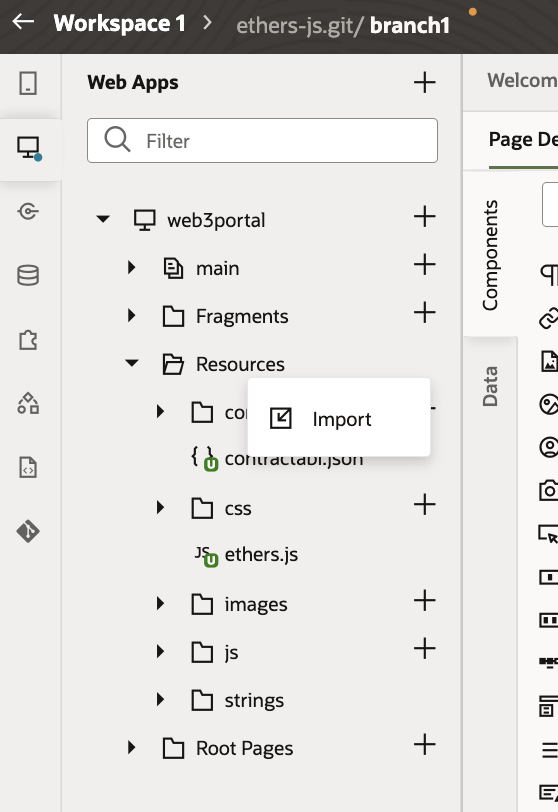 Workspace 1 > ethers-js.git/ branch1
Web Apps
Welcom
Filter
Page De
web3portal
main
Components
Fragments
Resources
Data
Import
contractabi.json
css
JS
ethers.js
images
js
strings
Root Pages